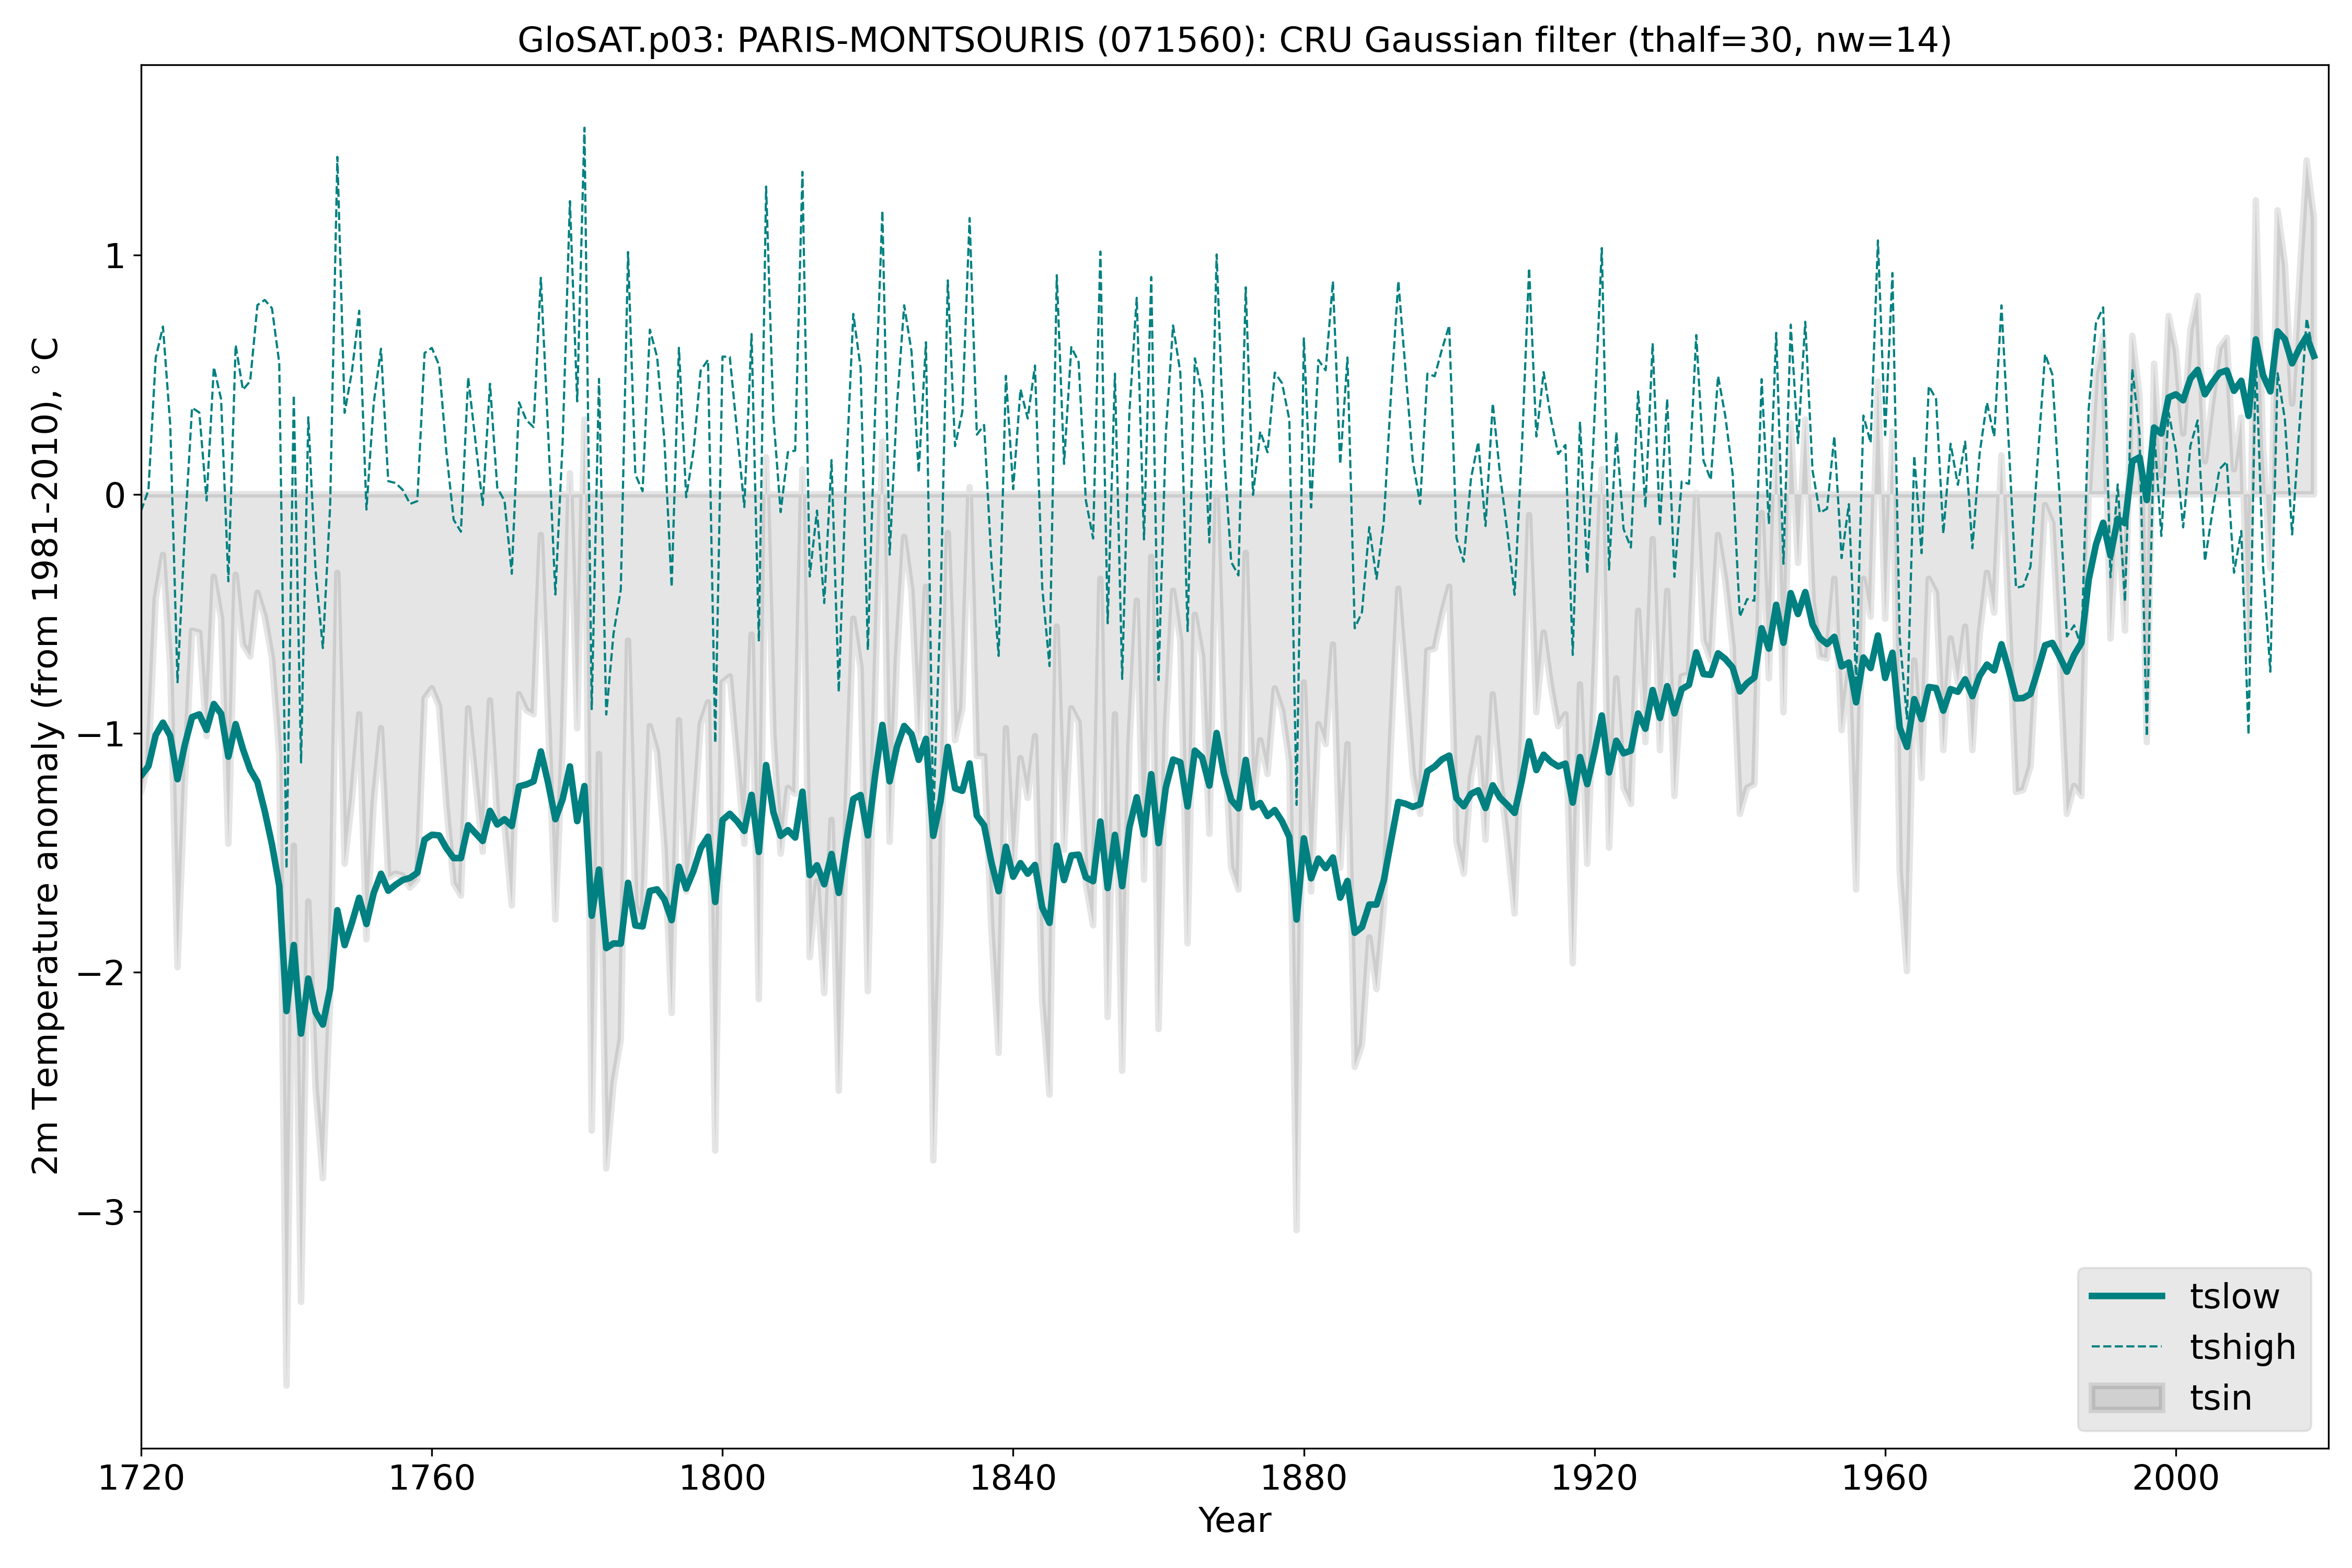 GloSAT.p03: PARIS-MONTSOURIS (071560): CRU Gaussian filter (thalf=30, nw=14)
2m Temperature anomaly (from 1981-2010), °C
1
0
−1
−2
−3
tslow
tshigh
tsin
1720 1760 1800 1840 1880 1920 1960 2000
Year